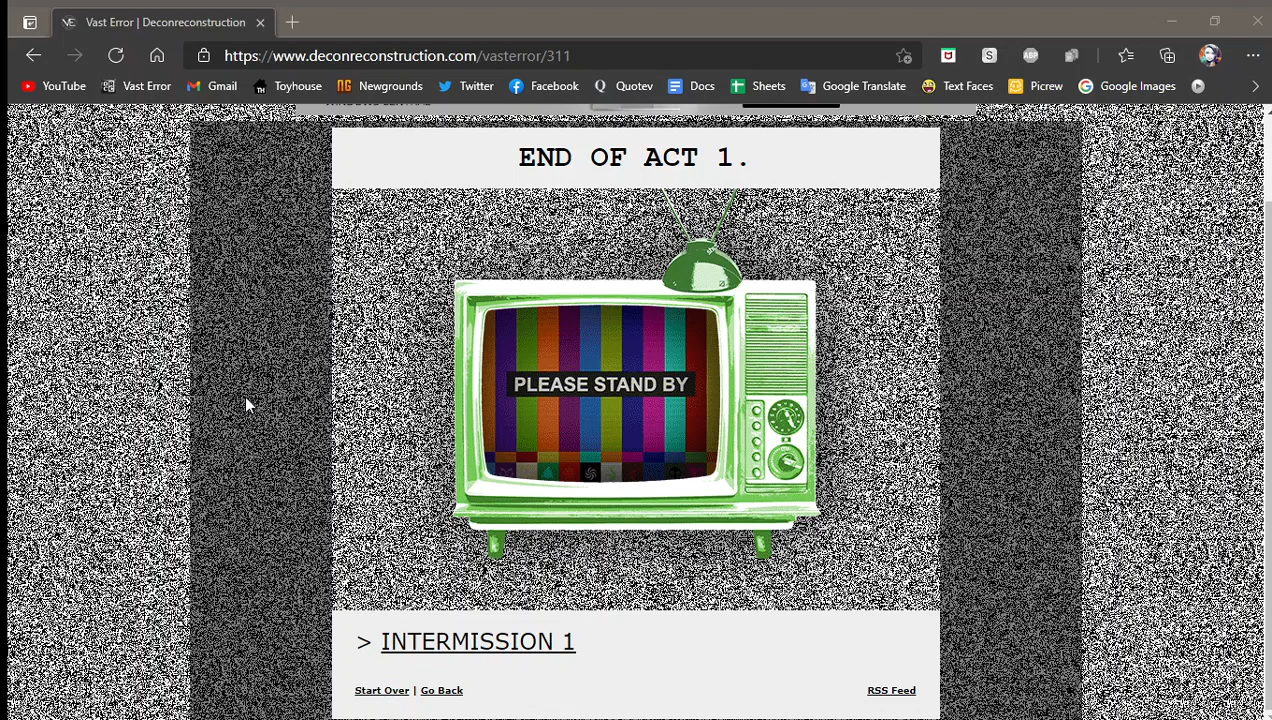 Vast Error | Deconreconstruction
https://www.deconreconstruction.com/vasterror/311
YouTube Vast Error Gmail Toyhouse Newgrounds Twitter Facebook Quotev Docs Sheets Google Translate Text Faces Picrew Google Images
END OF ACT 1.
PLEASE STAND BY
> INTERMISSION 1
Start Over | Go Back RSS Feed